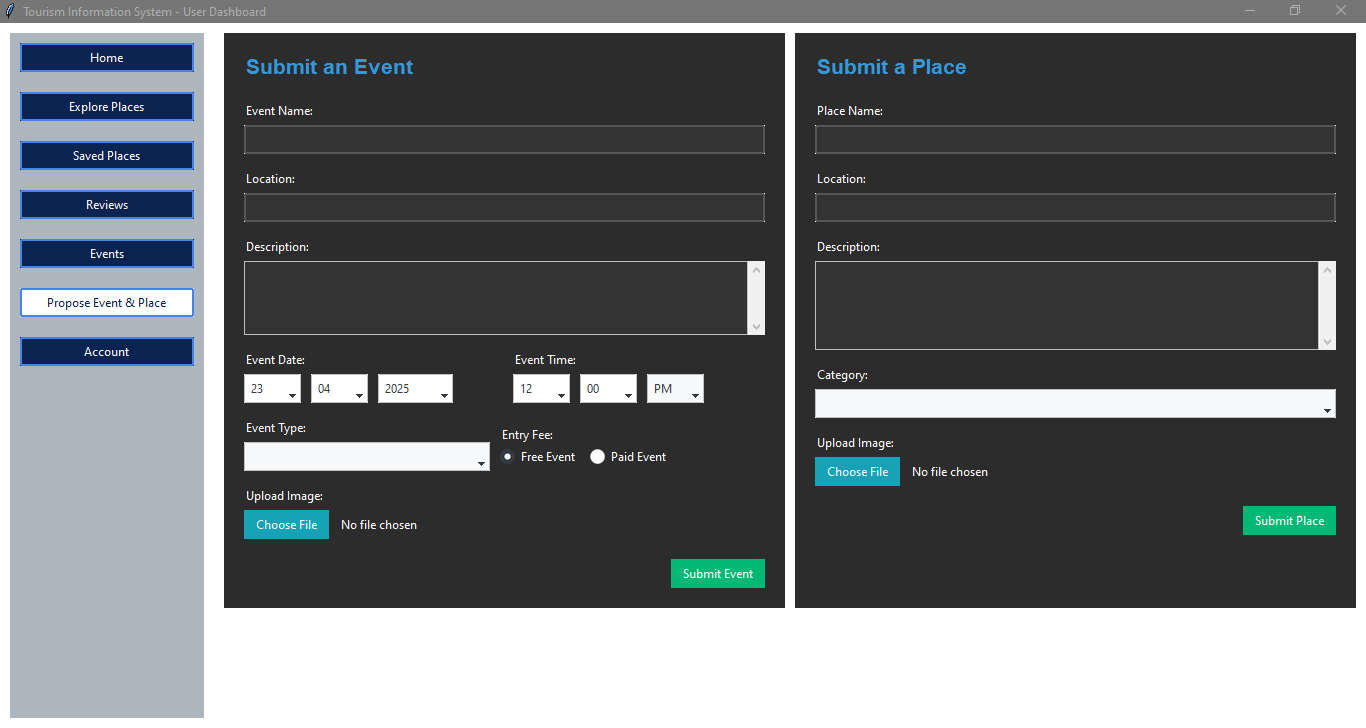 Tourism Information System - User Dashboard
Home
Explore Places
Saved Places
Reviews
Events
Propose Event & Place
Account
Submit an Event
Event Name:
Location:
Description:
Event Date: Event Time:
23 04 2025 12 00 PM
Event Type: Entry Fee:
Free Event Paid Event
Upload Image:
Choose File No file chosen
Submit Event
Submit a Place
Place Name:
Location:
Description:
Category:
Upload Image:
Choose File No file chosen
Submit Place